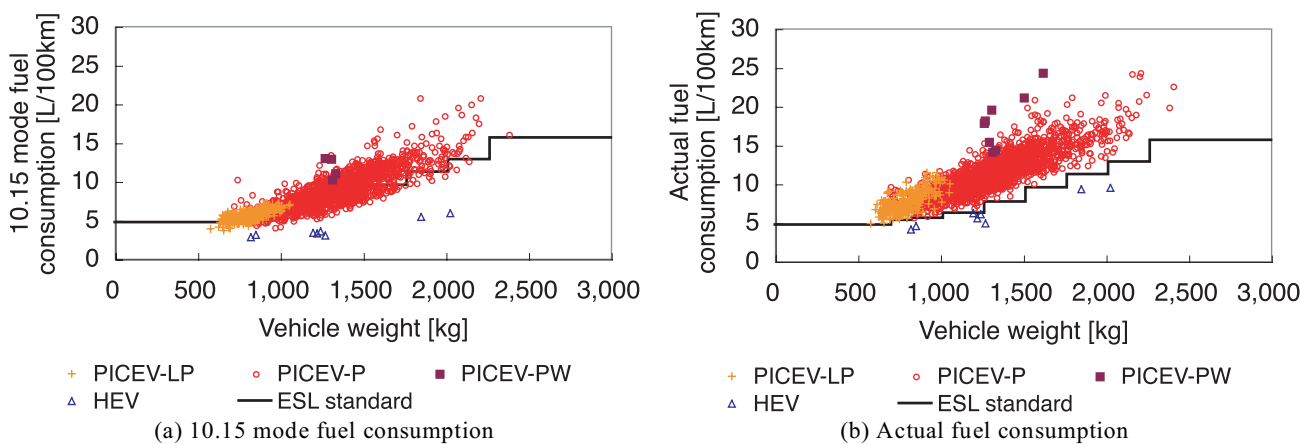 10.15 mode fuel
consumption [L/100km]
30
25
20
15
10
5
0
0 500 1,000 1,500 2,000 2,500 3,000
Vehicle weight [kg]
PICEV-LP PICEV-P PICEV-PW
HEV ESL standard
(a) 10.15 mode fuel consumption
Actual fuel
consumption [L/100km]
30
25
20
15
10
5
0
0 500 1,000 1,500 2,000 2,500 3,000
Vehicle weight [kg]
PICEV-LP PICEV-P PICEV-PW
HEV ESL standard
(b) Actual fuel consumption